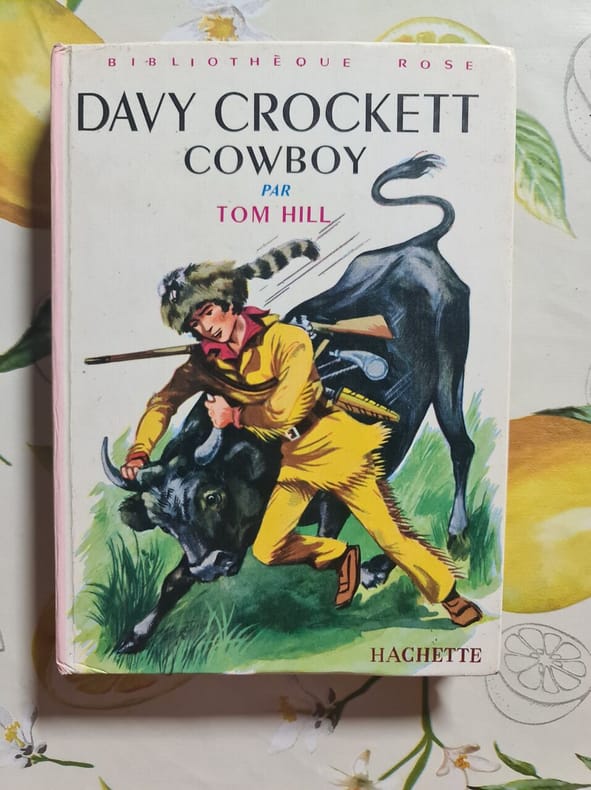 BIBLIOTHÈQUE ROSE
DAVY CROCKETT
COWBOY
PAR
TOM HILL
HACHETTE